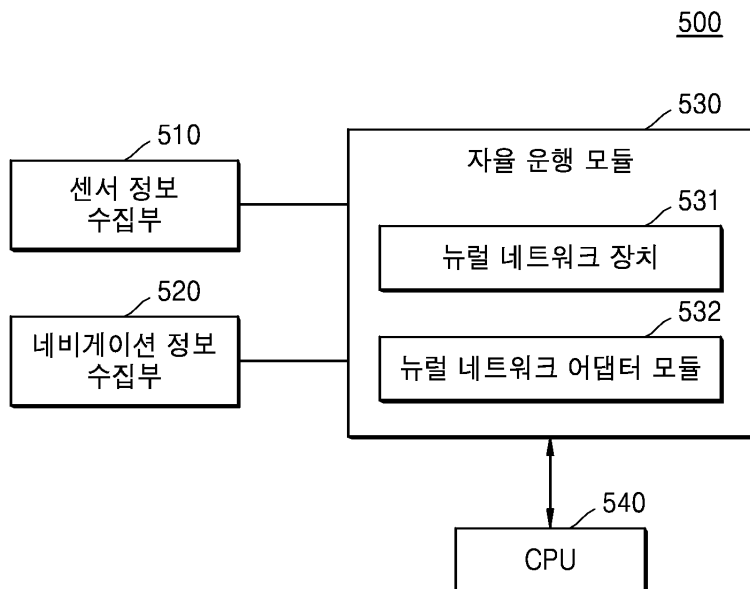 500
530
510
자율 운행 모듈
센서 정보
수집부
531
뉴럴 네트워크 장치
520
532
네비게이션 정보
수집부
뉴럴 네트워크 어댑터 모듈
540
CPU